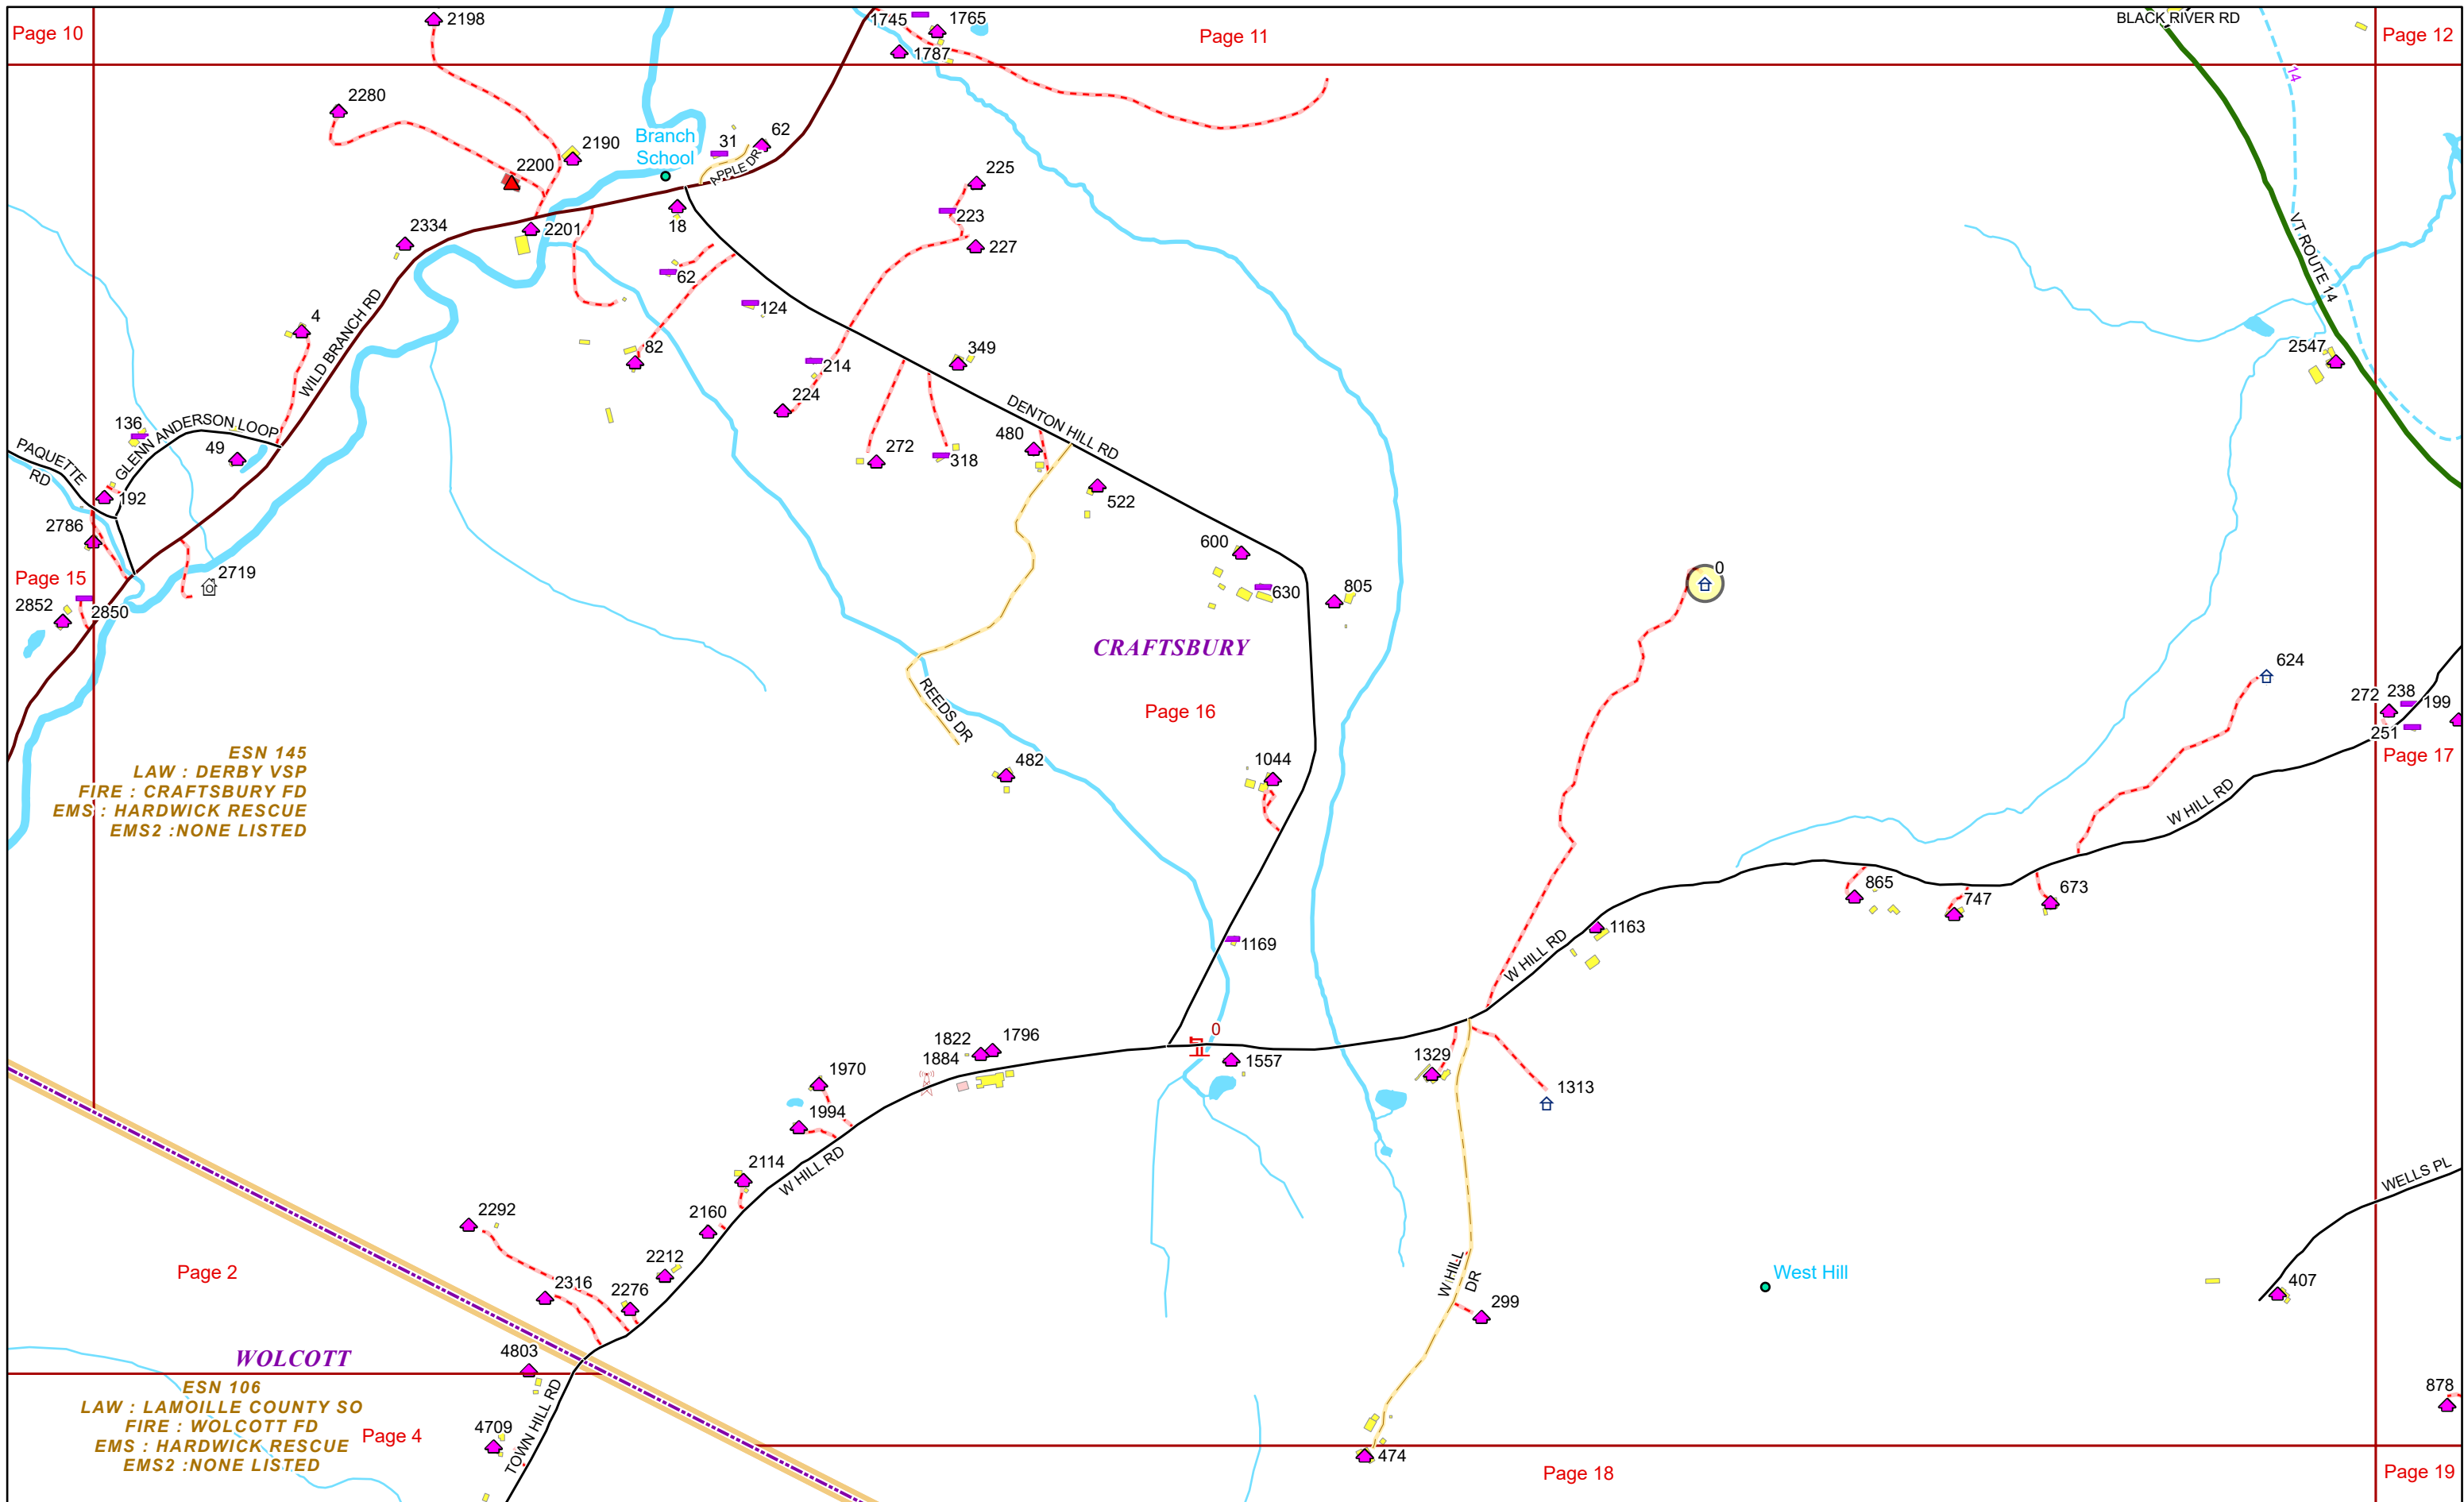 Page 10
2198
1745
1765
1787
Page 11
BLACK RIVER RD
Page 12
14
2280
2190
Branch
School
31
62
APPLE DR
2200
225
18
223
2334
2201
227
VT ROUTE 14
62
124
4
WILD BRANCH RD
82
349
2547
214
224
DENTON HILL RD
136
GLENN ANDERSON LOOP
49
480
272
318
PAQUETTE
RD
192
522
2786
600
Page 15
2719
630
805
0
2852
2850
CRAFTSBURY
624
REEDS DR
Page 16
272
238
199
251
Page 17
ESN 145
LAW : DERBY VSP
FIRE : CRAFTSBURY FD
EMS : HARDWICK RESCUE
EMS2 :NONE LISTED
482
1044
W HILL RD
865
747
673
1169
W HILL RD
1163
0
1822
1796
1884
1557
1329
1970
1313
1994
2114
W HILL RD
WELLS PL
2292
2160
2212
Page 2
W HILL
DR
West Hill
2316
2276
299
407
WOLCOTT
4803
ESN 106
LAW : LAMOILLE COUNTY SO
FIRE : WOLCOTT FD
EMS : HARDWICK RESCUE
EMS2 :NONE LISTED
Page 4
4709
TOWN HILL RD
878
474
Page 18
Page 19